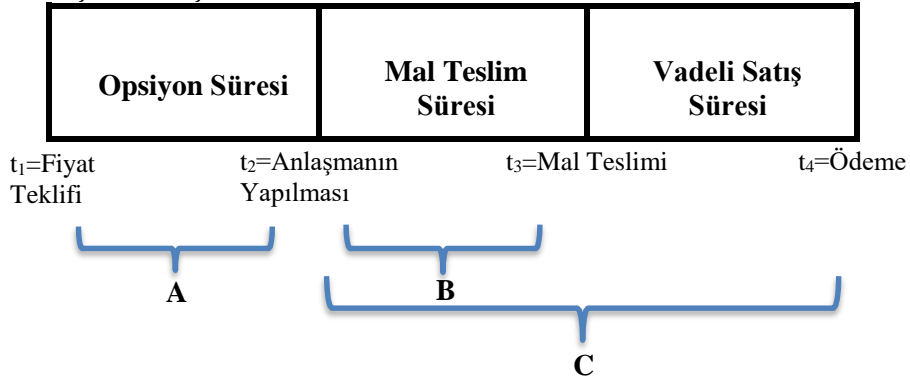 Opsiyon Süresi
Mal Teslim
Süresi
Vadeli Satış
Süresi
t₁=Fiyat
Teklifi
t₂=Anlaşmanın
Yapılması
t₃=Mal Teslimi
t₄=Ödeme
A
B
C